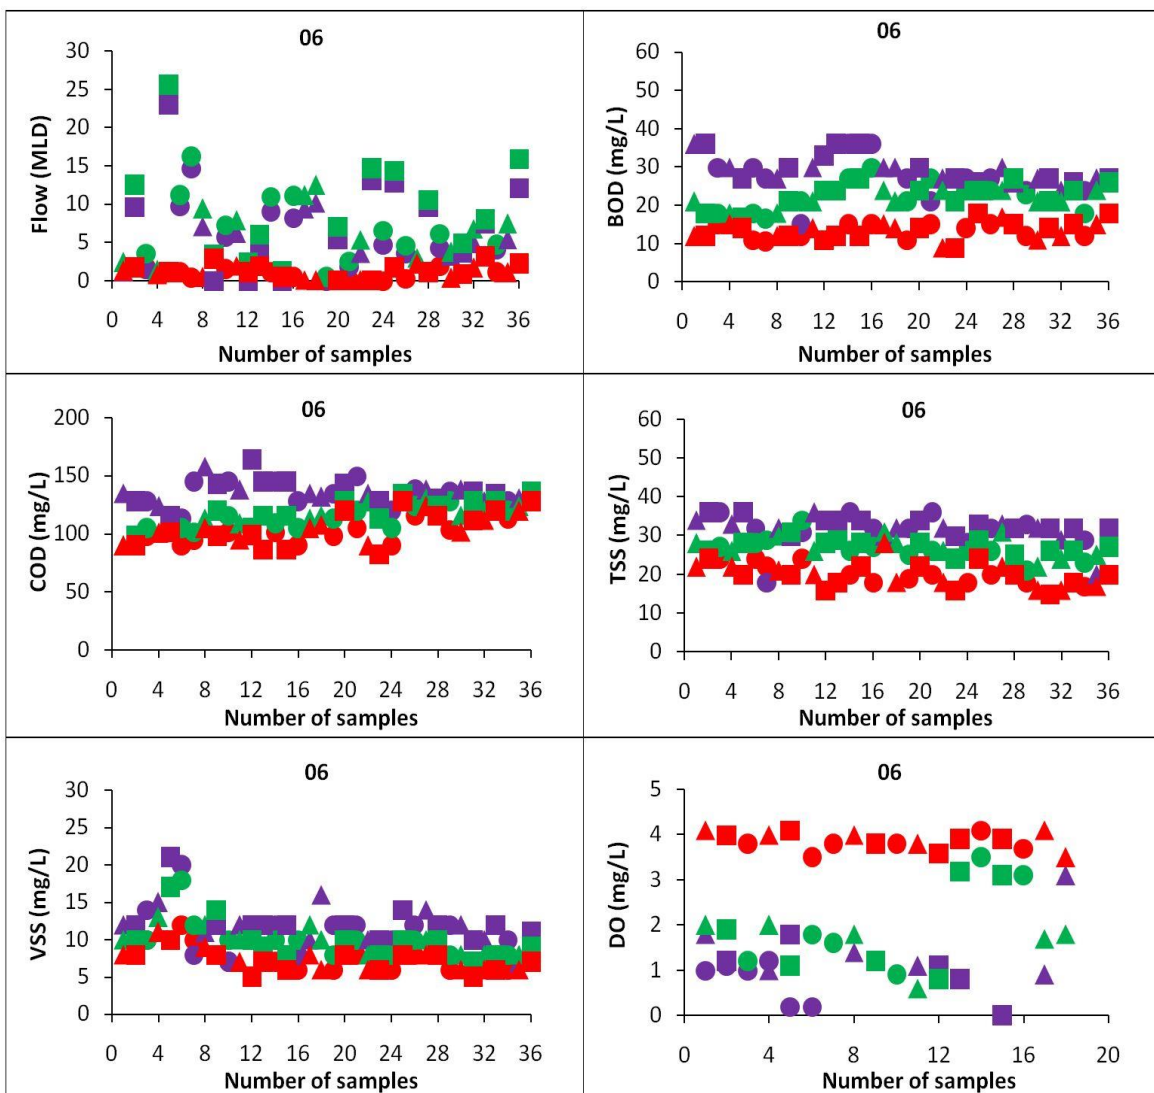 06
30
25
20
15
10
5
0
Flow (MLD)
0 4 8 12 16 20 24 28 32 36
Number of samples
06
60
50
40
30
20
10
0
BOD (mg/L)
0 4 8 12 16 20 24 28 32 36
Number of samples
06
200
150
100
50
0
COD (mg/L)
0 4 8 12 16 20 24 28 32 36
Number of samples
06
60
50
40
30
20
10
0
TSS (mg/L)
0 4 8 12 16 20 24 28 32 36
Number of samples
06
30
25
20
15
10
5
0
VSS (mg/L)
0 4 8 12 16 20 24 28 32 36
Number of samples
06
5
4
3
2
1
0
DO (mg/L)
0 4 8 12 16 20
Number of samples